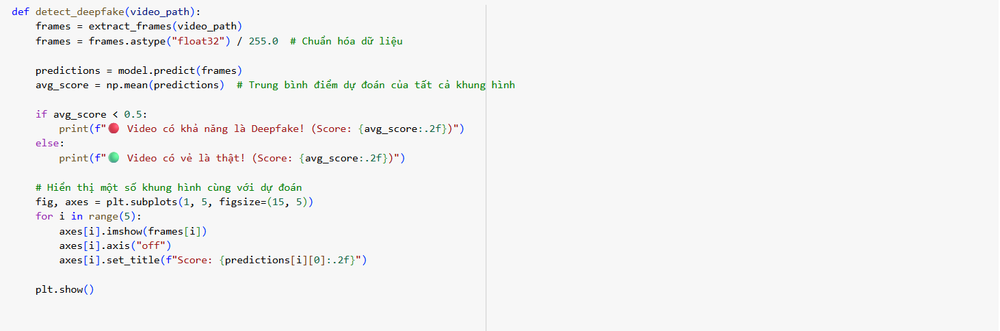 def detect_deepfake(video_path):
    frames = extract_frames(video_path)
    frames = frames.astype("float32") / 255.0  # Chuẩn hóa dữ liệu
    predictions = model.predict(frames)
    avg_score = np.mean(predictions)  # Trung bình điểm dự đoán của tất cả khung hình
    if avg_score < 0.5:
        print(f"🔴 Video có khả năng là Deepfake! (Score: {avg_score:.2f})")
    else:
        print(f"🟢 Video có vẻ là thật! (Score: {avg_score:.2f})")
    # Hiển thị một số khung hình cùng với dự đoán
    fig, axes = plt.subplots(1, 5, figsize=(15, 5))
    for i in range(5):
        axes[i].imshow(frames[i])
        axes[i].axis("off")
        axes[i].set_title(f"Score: {predictions[i][0]:.2f}")
    plt.show()